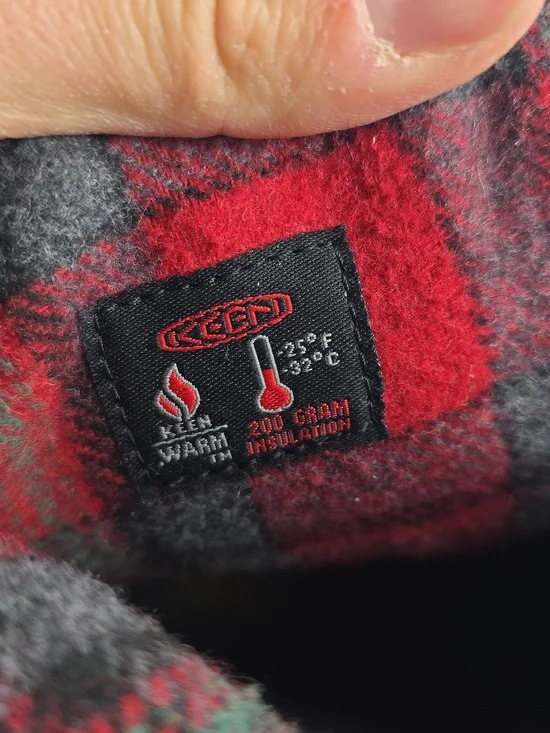 KEEN
-25°F
-32°C
KEEN
WARM
TM
200 GRAM
INSULATION